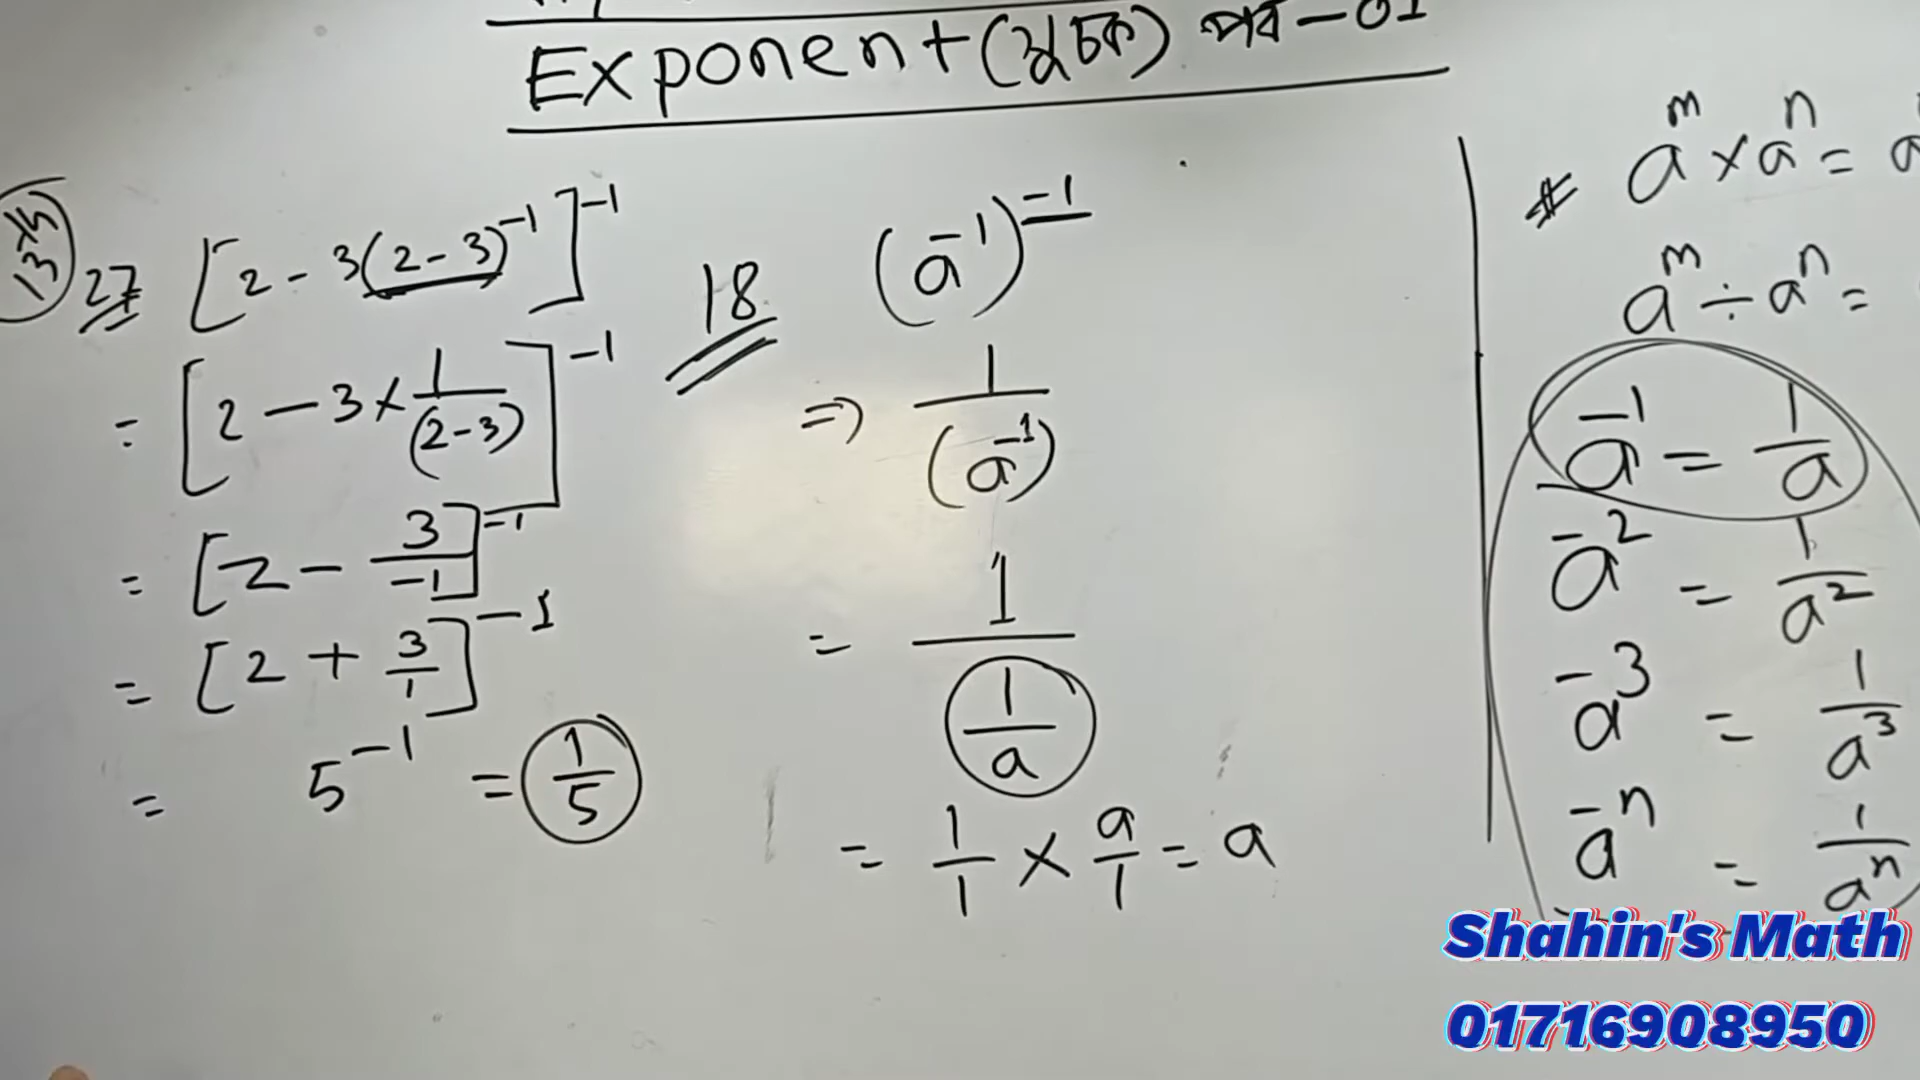 Exponent (সূচক) পর্ব-01
13 th
27 [2 - 3(2 - 3)^-1]^-1
= [2 - 3 × 1/(2-3)]^-1
= [2 - 3/-1]^-1
= [2 + 3/1]^-1
= 5^-1 = 1/5
18 (a^-1)^-1
⇒ 1/(a^-1)
= 1/(1/a)
= 1/1 × a/1 = a
# a^m × a^n = a
a^m ÷ a^n =
a^-1 = 1/a
a^-2 = 1/a^2
a^-3 = 1/a^3
a^-n = 1/a^n
Shahin's Math
01716908950